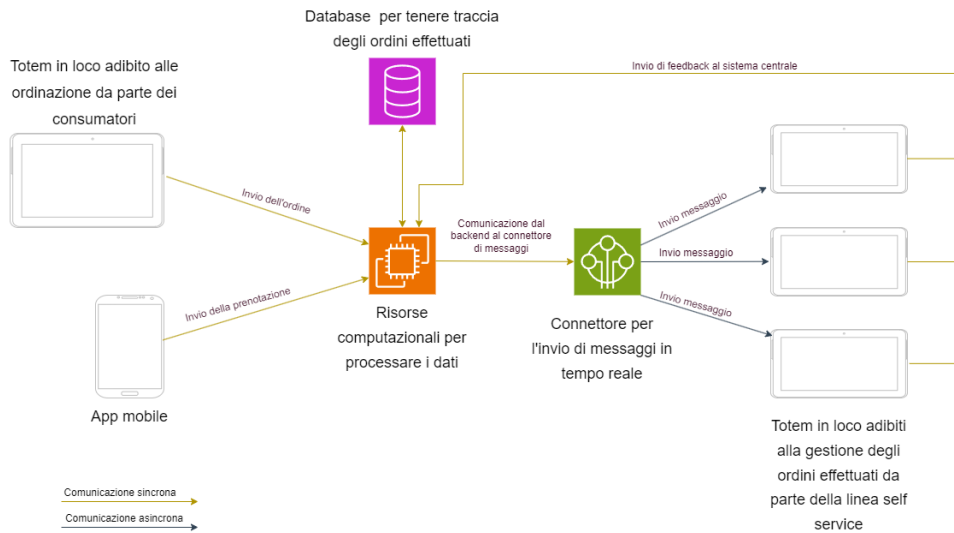 Database per tenere traccia
degli ordini effettuati
Totem in loco adibito alle
ordinazione da parte dei
consumatori
Invio di feedback al sistema centrale
Invio dell'ordine
Comunicazione dal
backend al connettore
di messaggi
Invio messaggio
Invio messaggio
Invio messaggio
Invio della prenotazione
Risorse
computazionali per
processare i dati
Connettore per
l'invio di messaggi in
tempo reale
App mobile
Totem in loco adibiti
alla gestione degli
ordini effettuati da
parte della linea self
service
Comunicazione sincrona
Comunicazione asincrona